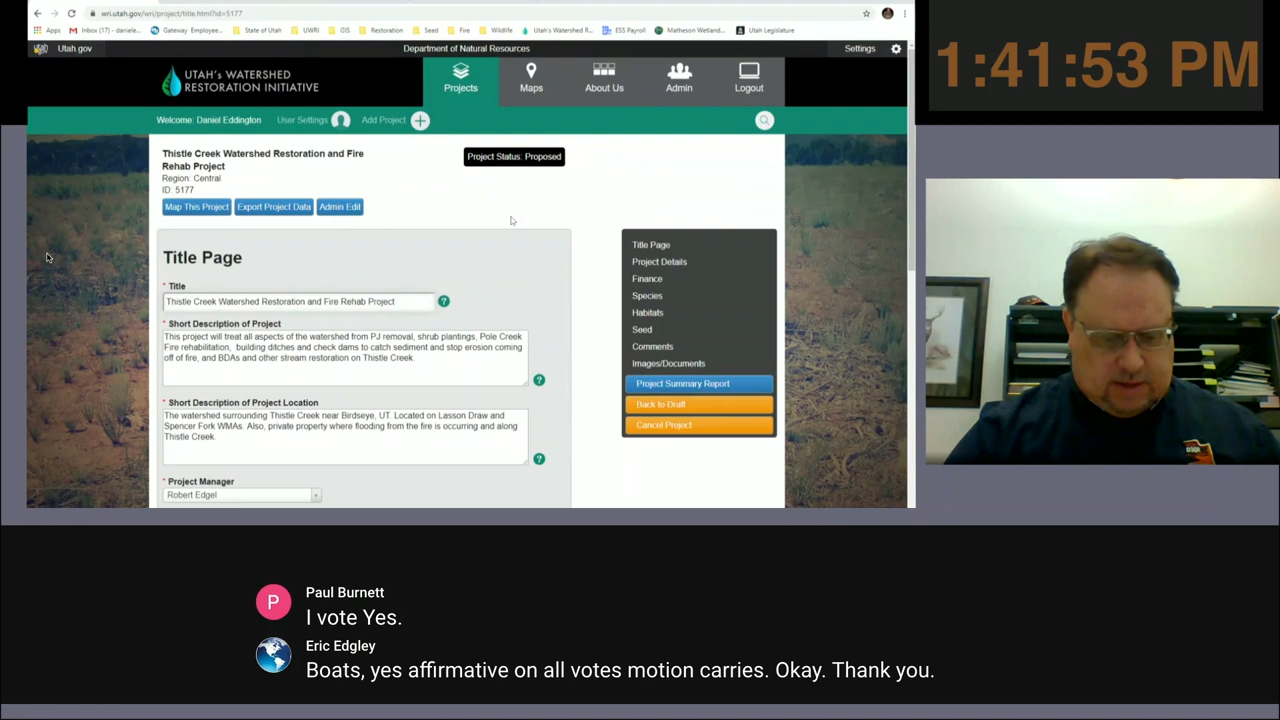 wri.utah.gov/wri/project/title.html?id=5177
Apps
Inbox (17) - daniele...
Gateway Employee...
State of Utah
UWRI
GIS
Restoration
Seed
Fire
Wildlife
Utah's Watershed R...
ESS Payroll
Matheson Wetland...
Utah Legislature
1:41:53 PM
Utah.gov
Department of Natural Resources
Settings
UTAH'S WATERSHED
RESTORATION INITIATIVE
Projects
Maps
About Us
Admin
Logout
Welcome: Daniel Eddington
User Settings
Add Project
Thistle Creek Watershed Restoration and Fire
Rehab Project
Region: Central
ID: 5177
Project Status: Proposed
Map This Project
Export Project Data
Admin Edit
Title Page
* Title
Thistle Creek Watershed Restoration and Fire Rehab Project
* Short Description of Project
This project will treat all aspects of the watershed from PJ removal, shrub plantings, Pole Creek
Fire rehabilitation, building ditches and check dams to catch sediment and stop erosion coming
off of fire, and BDAs and other stream restoration on Thistle Creek.
* Short Description of Project Location
The watershed surrounding Thistle Creek near Birdseye, UT. Located on Lasson Draw and
Spencer Fork WMAs. Also, private property where flooding from the fire is occurring and along
Thistle Creek.
* Project Manager
Robert Edgel
Title Page
Project Details
Finance
Species
Habitats
Seed
Comments
Images/Documents
Project Summary Report
Back to Draft
Cancel Project
P
Paul Burnett
I vote Yes.
Eric Edgley
Boats, yes affirmative on all votes motion carries. Okay. Thank you.